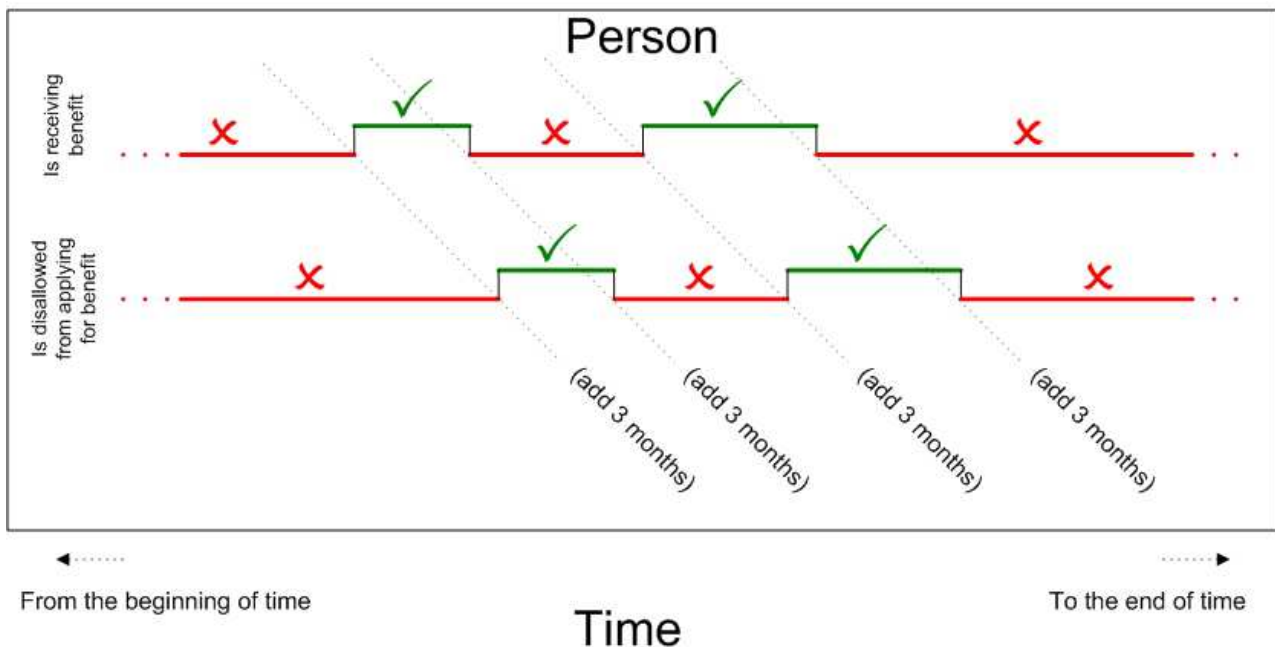 Person
Is receiving
benefit
Is disallowed
from applying
for benefit
(add 3 months)
(add 3 months)
(add 3 months)
(add 3 months)
From the beginning of time
To the end of time
Time